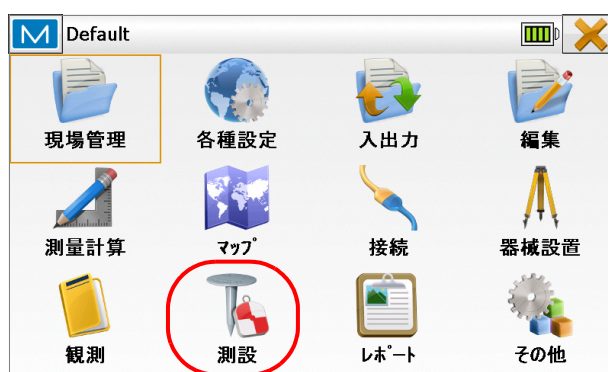 Default
現場管理
各種設定
入出力
編集
測量計算
ﾏｯﾌﾟ
接続
器械設置
観測
測設
ﾚﾎﾟｰﾄ
その他